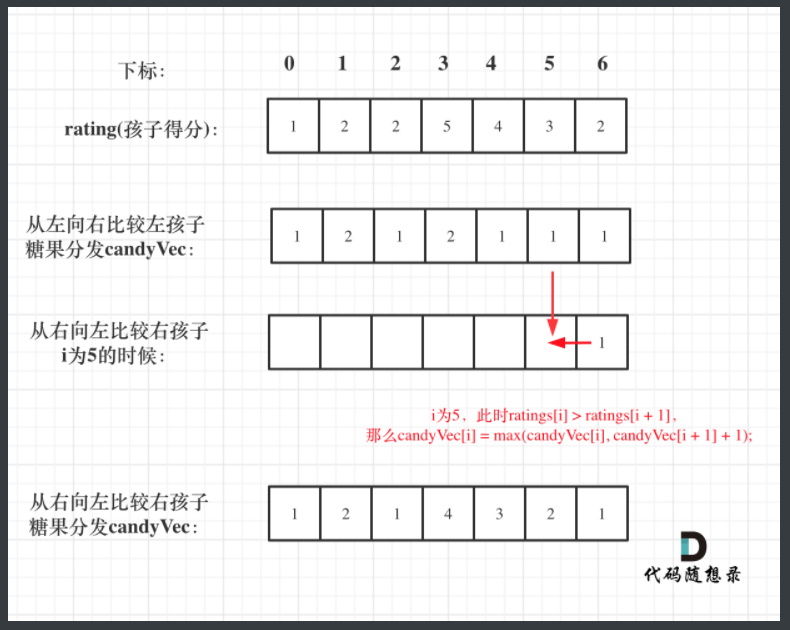 下标： 0 1 2 3 4 5 6
rating(孩子得分)： 1 2 2 5 4 3 2
从左向右比较左孩子
糖果分发candyVec： 1 2 1 2 1 1 1
从右向左比较右孩子
i为5的时候： 1
i为5，此时ratings[i] > ratings[i + 1]，
那么candyVec[i] = max(candyVec[i], candyVec[i + 1] + 1);
从右向左比较右孩子
糖果分发candyVec： 1 2 1 4 3 2 1
代码随想录